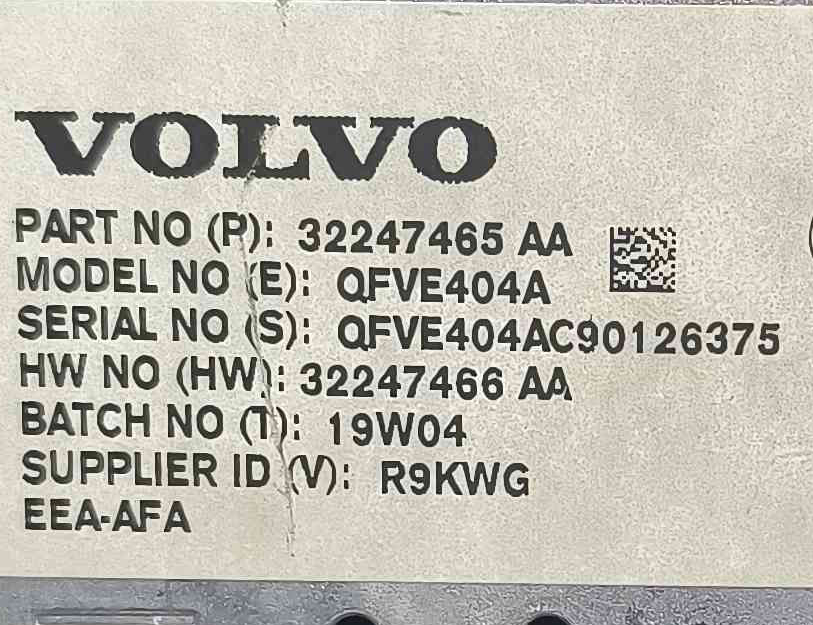 VOLVO
PART NO (P): 32247465 AA
MODEL NO (E): QFVE404A
SERIAL NO (S): QFVE404AC90126375
HW NO (HW): 32247466 AA
BATCH NO (T): 19W04
SUPPLIER ID (V): R9KWG
EEA-AFA